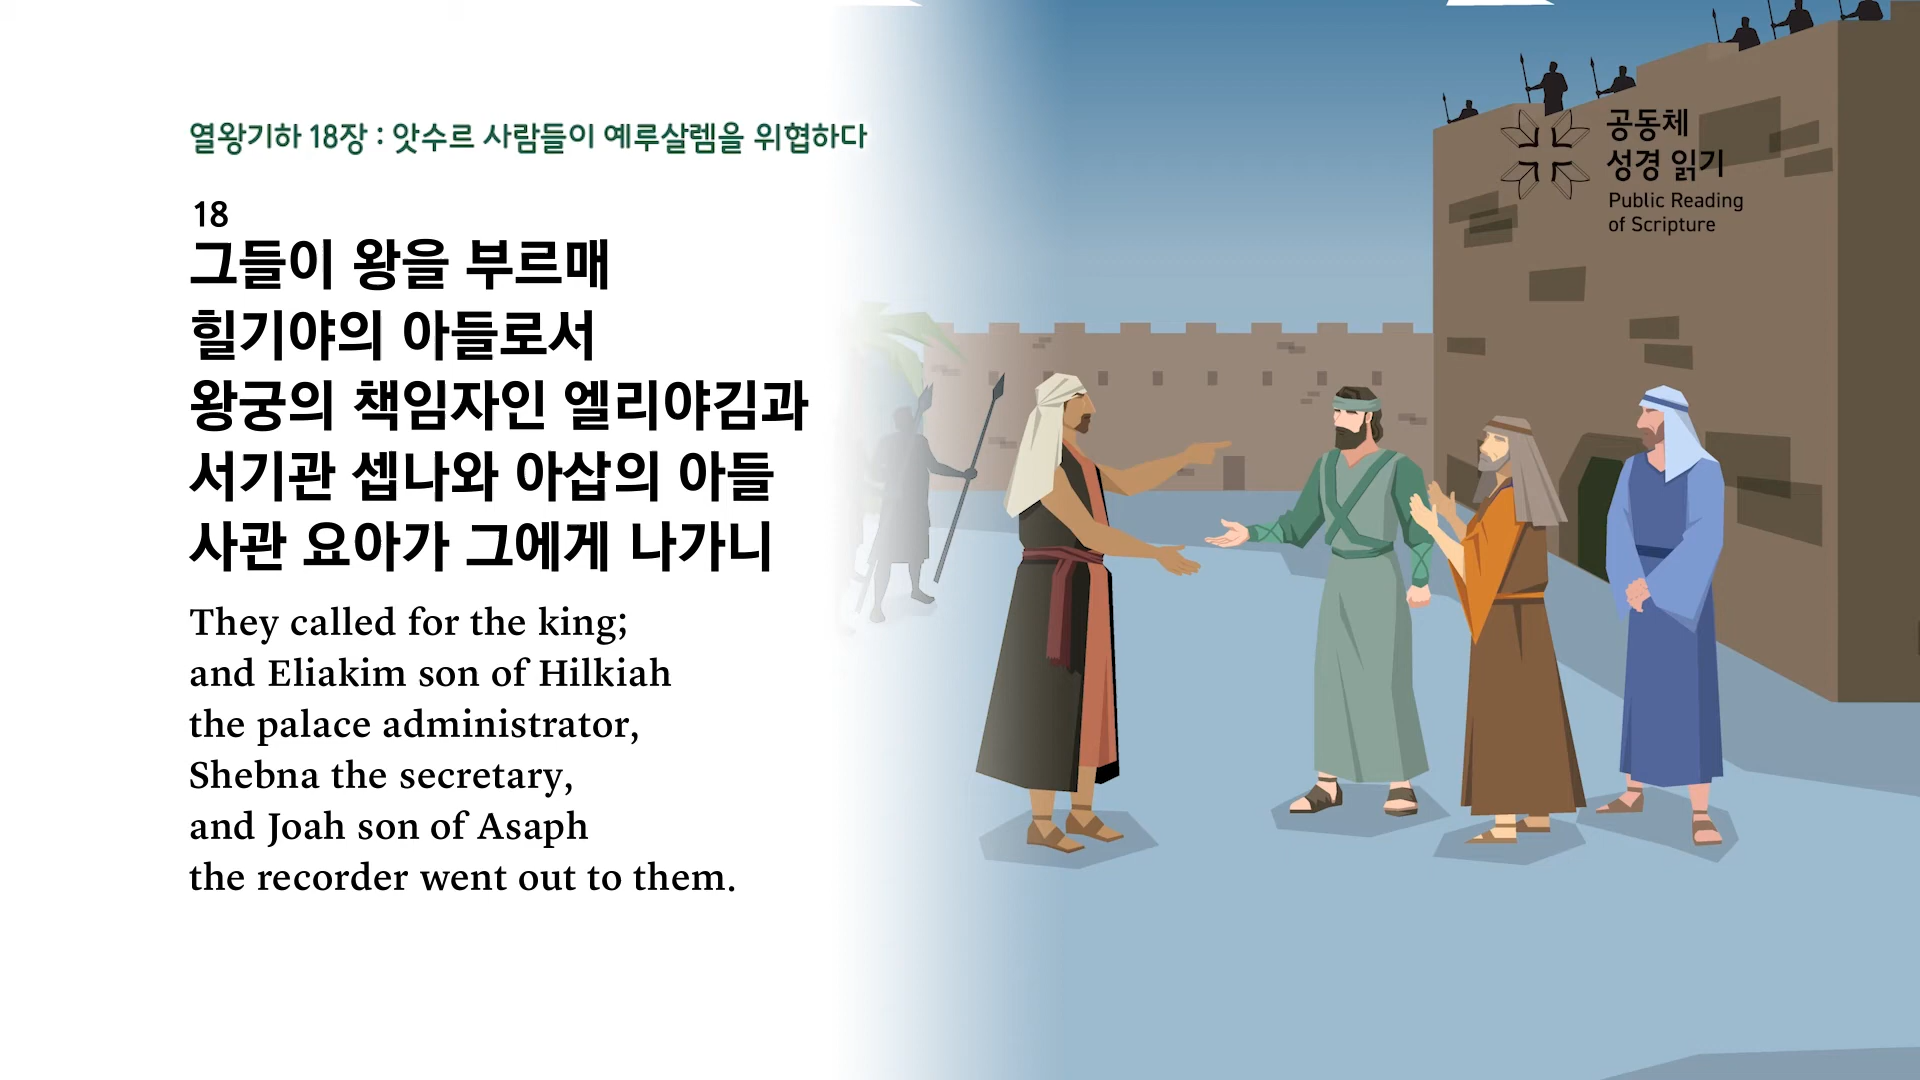 열왕기하 18장 : 앗수르 사람들이 예루살렘을 위협하다
18
그들이 왕을 부르매
힐기야의 아들로서
왕궁의 책임자인 엘리야김과
서기관 셉나와 아삽의 아들
사관 요아가 그에게 나가니
They called for the king;
and Eliakim son of Hilkiah
the palace administrator,
Shebna the secretary,
and Joah son of Asaph
the recorder went out to them.
공동체
성경 읽기
Public Reading
of Scripture